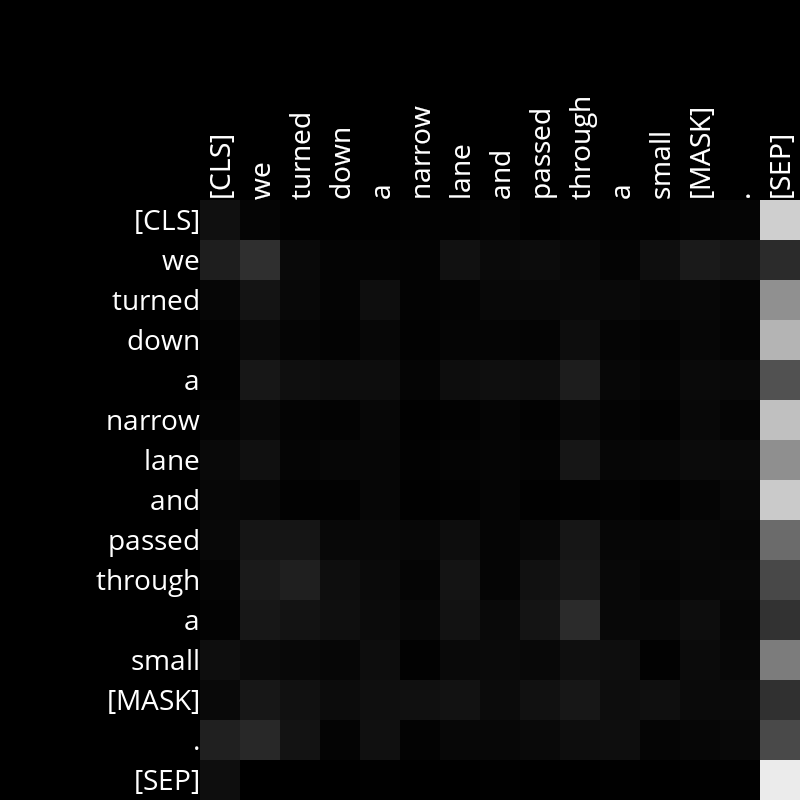 [CLS] we turned down a narrow lane and passed through a small [MASK] . [SEP]
[CLS]
we
turned
down
a
narrow
lane
and
passed
through
a
small
[MASK]
.
[SEP]